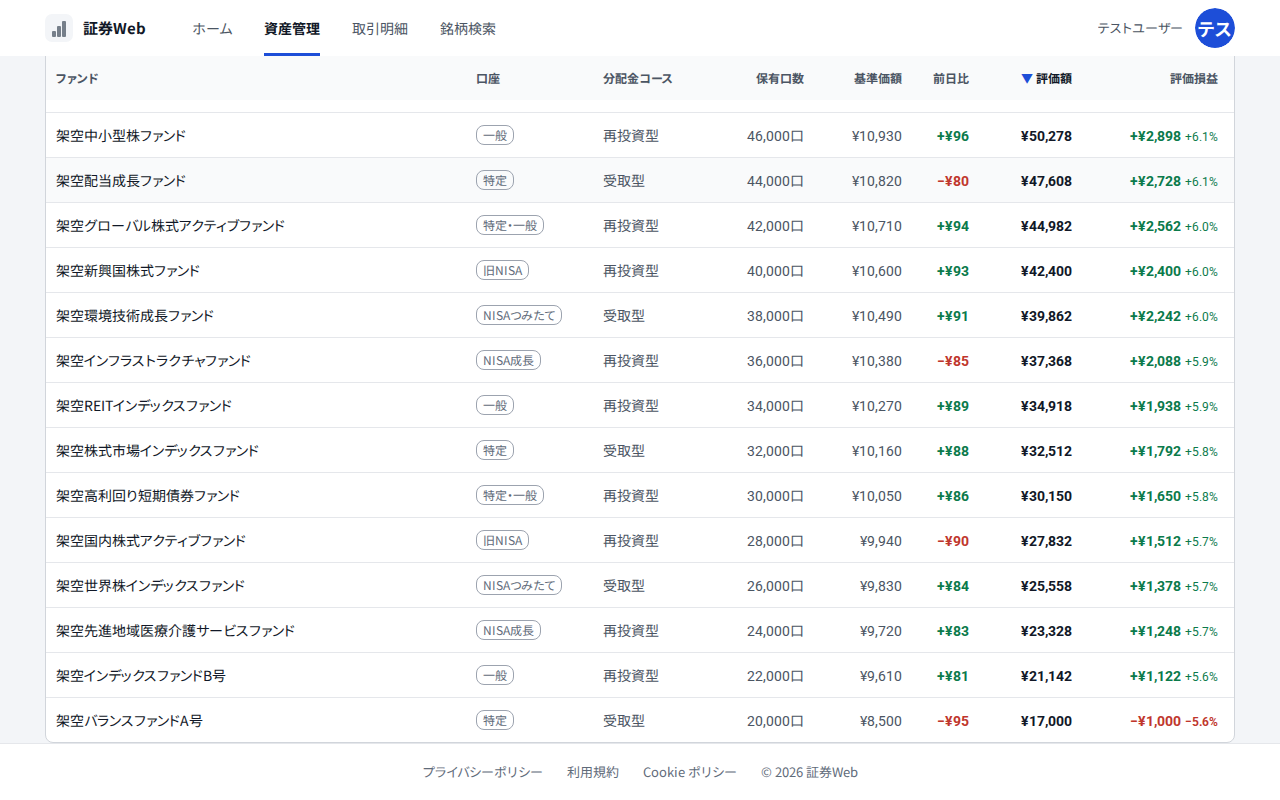 証券Web ホーム 資産管理 取引明細 銘柄検索 テストユーザー テス
ファンド 口座 分配金コース 保有口数 基準価額 前日比 ▼ 評価額 評価損益
架空中小型株ファンド 一般 再投資型 46,000口 ¥10,930 +¥96 ¥50,278 +¥2,898 +6.1%
架空配当成長ファンド 特定 受取型 44,000口 ¥10,820 −¥80 ¥47,608 +¥2,728 +6.1%
架空グローバル株式アクティブファンド 特定・一般 再投資型 42,000口 ¥10,710 +¥94 ¥44,982 +¥2,562 +6.0%
架空新興国株式ファンド 旧NISA 再投資型 40,000口 ¥10,600 +¥93 ¥42,400 +¥2,400 +6.0%
架空環境技術成長ファンド NISAつみたて 受取型 38,000口 ¥10,490 +¥91 ¥39,862 +¥2,242 +6.0%
架空インフラストラクチャファンド NISA成長 再投資型 36,000口 ¥10,380 −¥85 ¥37,368 +¥2,088 +5.9%
架空REITインデックスファンド 一般 再投資型 34,000口 ¥10,270 +¥89 ¥34,918 +¥1,938 +5.9%
架空株式市場インデックスファンド 特定 受取型 32,000口 ¥10,160 +¥88 ¥32,512 +¥1,792 +5.8%
架空高利回り短期債券ファンド 特定・一般 再投資型 30,000口 ¥10,050 +¥86 ¥30,150 +¥1,650 +5.8%
架空国内株式アクティブファンド 旧NISA 再投資型 28,000口 ¥9,940 −¥90 ¥27,832 +¥1,512 +5.7%
架空世界株インデックスファンド NISAつみたて 受取型 26,000口 ¥9,830 +¥84 ¥25,558 +¥1,378 +5.7%
架空先進地域医療介護サービスファンド NISA成長 再投資型 24,000口 ¥9,720 +¥83 ¥23,328 +¥1,248 +5.7%
架空インデックスファンドB号 一般 再投資型 22,000口 ¥9,610 +¥81 ¥21,142 +¥1,122 +5.6%
架空バランスファンドA号 特定 受取型 20,000口 ¥8,500 −¥95 ¥17,000 −¥1,000 −5.6%
プライバシーポリシー 利用規約 Cookie ポリシー © 2026 証券Web